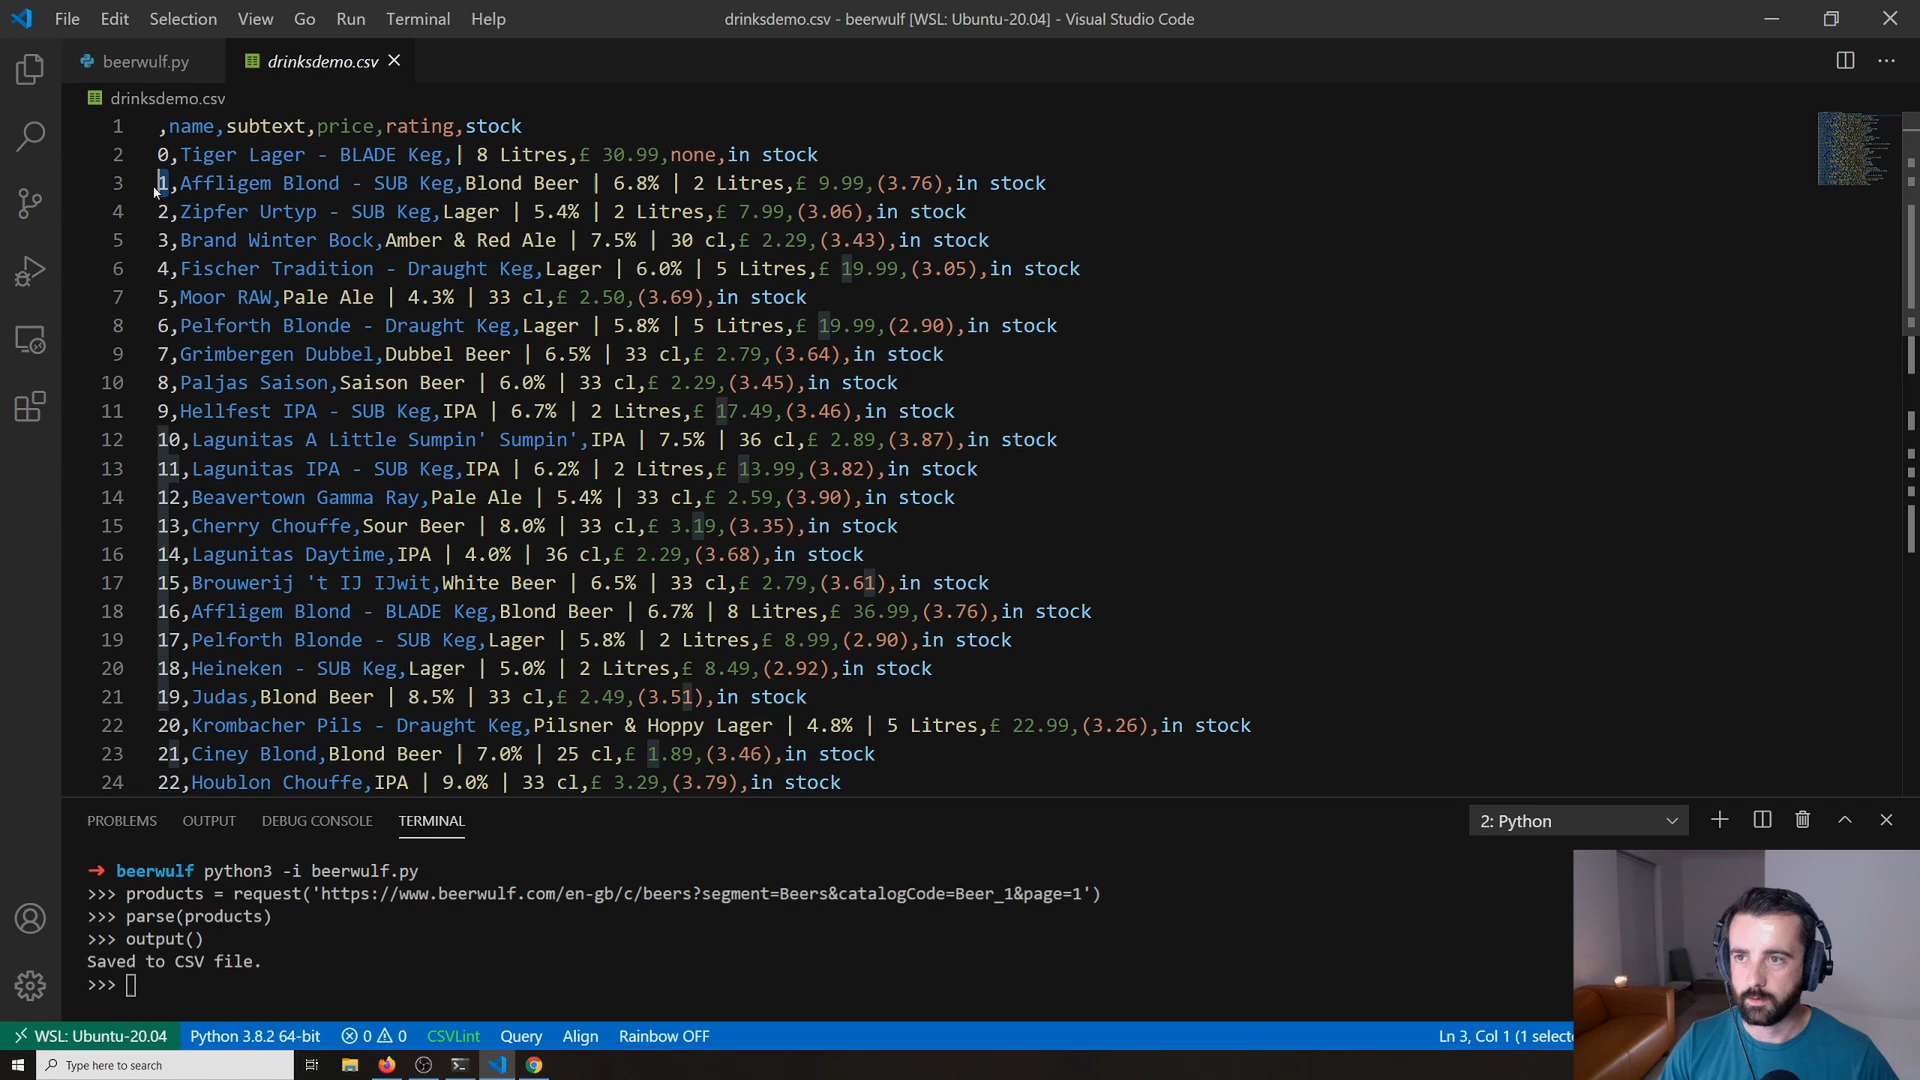 File Edit Selection View Go Run Terminal Help
drinksdemo.csv - beerwulf [WSL: Ubuntu-20.04] - Visual Studio Code
beerwulf.py
drinksdemo.csv
drinksdemo.csv
1 ,name,subtext,price,rating,stock
2 0,Tiger Lager - BLADE Keg,| 8 Litres,£ 30.99,none,in stock
3 1,Affligem Blond - SUB Keg,Blond Beer | 6.8% | 2 Litres,£ 9.99,(3.76),in stock
4 2,Zipfer Urtyp - SUB Keg,Lager | 5.4% | 2 Litres,£ 7.99,(3.06),in stock
5 3,Brand Winter Bock,Amber & Red Ale | 7.5% | 30 cl,£ 2.29,(3.43),in stock
6 4,Fischer Tradition - Draught Keg,Lager | 6.0% | 5 Litres,£ 19.99,(3.05),in stock
7 5,Moor RAW,Pale Ale | 4.3% | 33 cl,£ 2.50,(3.69),in stock
8 6,Pelforth Blonde - Draught Keg,Lager | 5.8% | 5 Litres,£ 19.99,(2.90),in stock
9 7,Grimbergen Dubbel,Dubbel Beer | 6.5% | 33 cl,£ 2.79,(3.64),in stock
10 8,Paljas Saison,Saison Beer | 6.0% | 33 cl,£ 2.29,(3.45),in stock
11 9,Hellfest IPA - SUB Keg,IPA | 6.7% | 2 Litres,£ 17.49,(3.46),in stock
12 10,Lagunitas A Little Sumpin' Sumpin',IPA | 7.5% | 36 cl,£ 2.89,(3.87),in stock
13 11,Lagunitas IPA - SUB Keg,IPA | 6.2% | 2 Litres,£ 13.99,(3.82),in stock
14 12,Beavertown Gamma Ray,Pale Ale | 5.4% | 33 cl,£ 2.59,(3.90),in stock
15 13,Cherry Chouffe,Sour Beer | 8.0% | 33 cl,£ 3.19,(3.35),in stock
16 14,Lagunitas Daytime,IPA | 4.0% | 36 cl,£ 2.29,(3.68),in stock
17 15,Brouwerij 't IJ IJwit,White Beer | 6.5% | 33 cl,£ 2.79,(3.61),in stock
18 16,Affligem Blond - BLADE Keg,Blond Beer | 6.7% | 8 Litres,£ 36.99,(3.76),in stock
19 17,Pelforth Blonde - SUB Keg,Lager | 5.8% | 2 Litres,£ 8.99,(2.90),in stock
20 18,Heineken - SUB Keg,Lager | 5.0% | 2 Litres,£ 8.49,(2.92),in stock
21 19,Judas,Blond Beer | 8.5% | 33 cl,£ 2.49,(3.51),in stock
22 20,Krombacher Pils - Draught Keg,Pilsner & Hoppy Lager | 4.8% | 5 Litres,£ 22.99,(3.26),in stock
23 21,Ciney Blond,Blond Beer | 7.0% | 25 cl,£ 1.89,(3.46),in stock
24 22,Houblon Chouffe,IPA | 9.0% | 33 cl,£ 3.29,(3.79),in stock
PROBLEMS OUTPUT DEBUG CONSOLE TERMINAL
2: Python
→ beerwulf python3 -i beerwulf.py
>>> products = request('https://www.beerwulf.com/en-gb/c/beers?segment=Beers&catalogCode=Beer_1&page=1')
>>> parse(products)
>>> output()
Saved to CSV file.
>>>
WSL: Ubuntu-20.04 Python 3.8.2 64-bit 0 0 CSVLint Query Align Rainbow OFF Ln 3, Col 1 (1 selecte
Type here to search